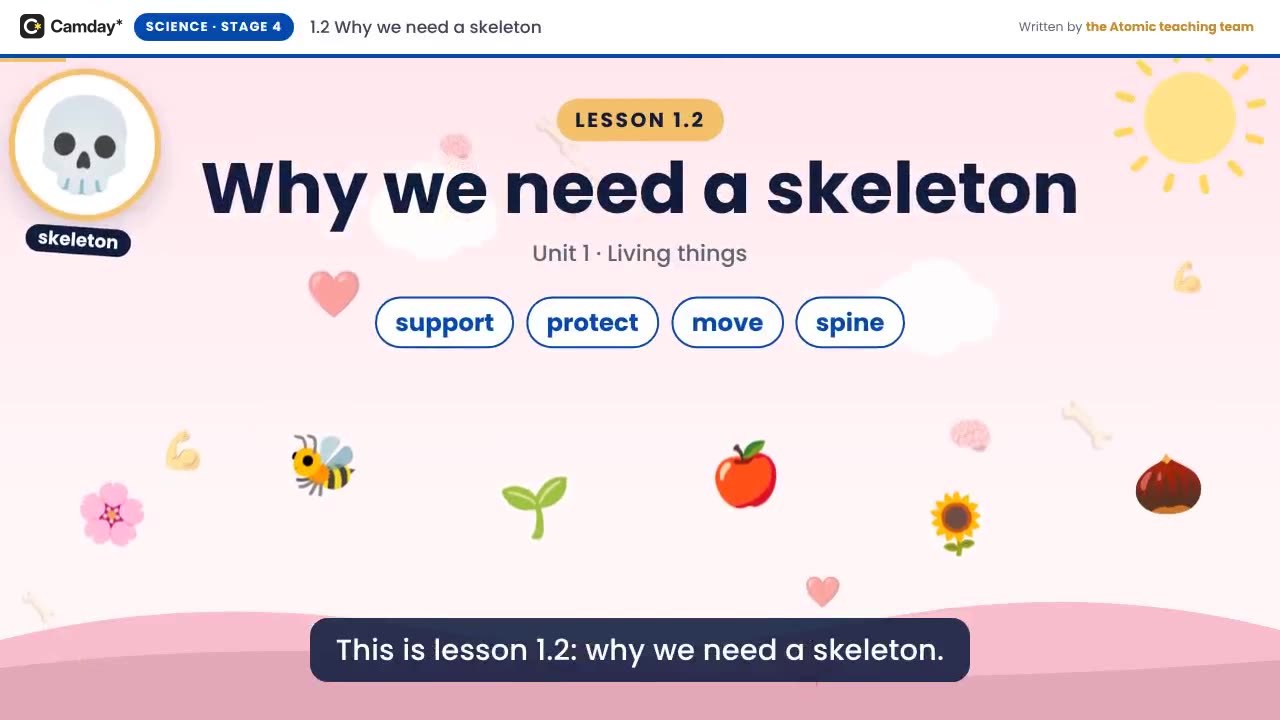 Camday*
SCIENCE · STAGE 4
1.2 Why we need a skeleton
Written by the Atomic teaching team
skeleton
LESSON 1.2
Why we need a skeleton
Unit 1 · Living things
support
protect
move
spine
This is lesson 1.2: why we need a skeleton.